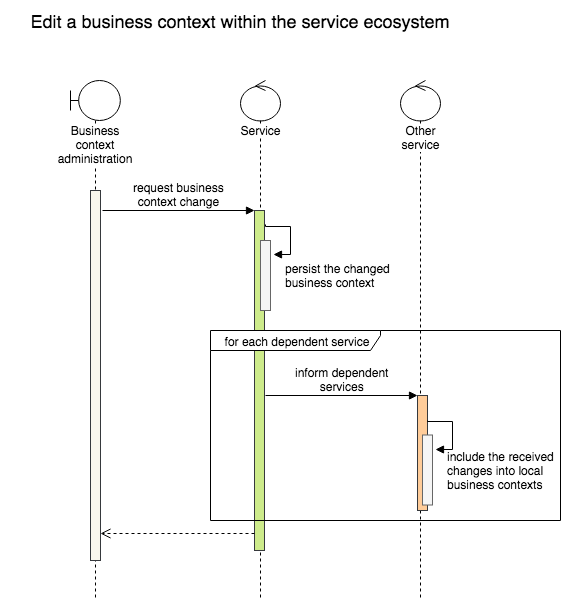 Edit a business context within the service ecosystem
Business
context
administration
Service
Other
service
request business
context change
persist the changed
business context
for each dependent service
inform dependent
services
include the received
changes into local
business contexts